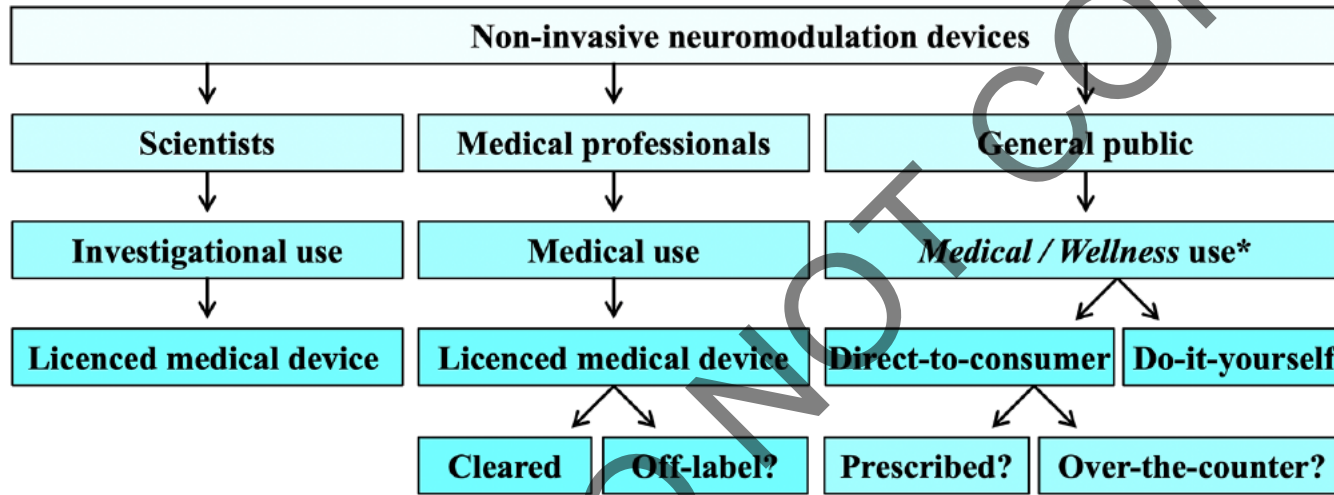 Non-invasive neuromodulation devices
Scientists
Medical professionals
General public
Investigational use
Medical use
Medical / Wellness use*
Licenced medical device
Licenced medical device
Direct-to-consumer
Do-it-yourself
Cleared
Off-label?
Prescribed?
Over-the-counter?
NOT